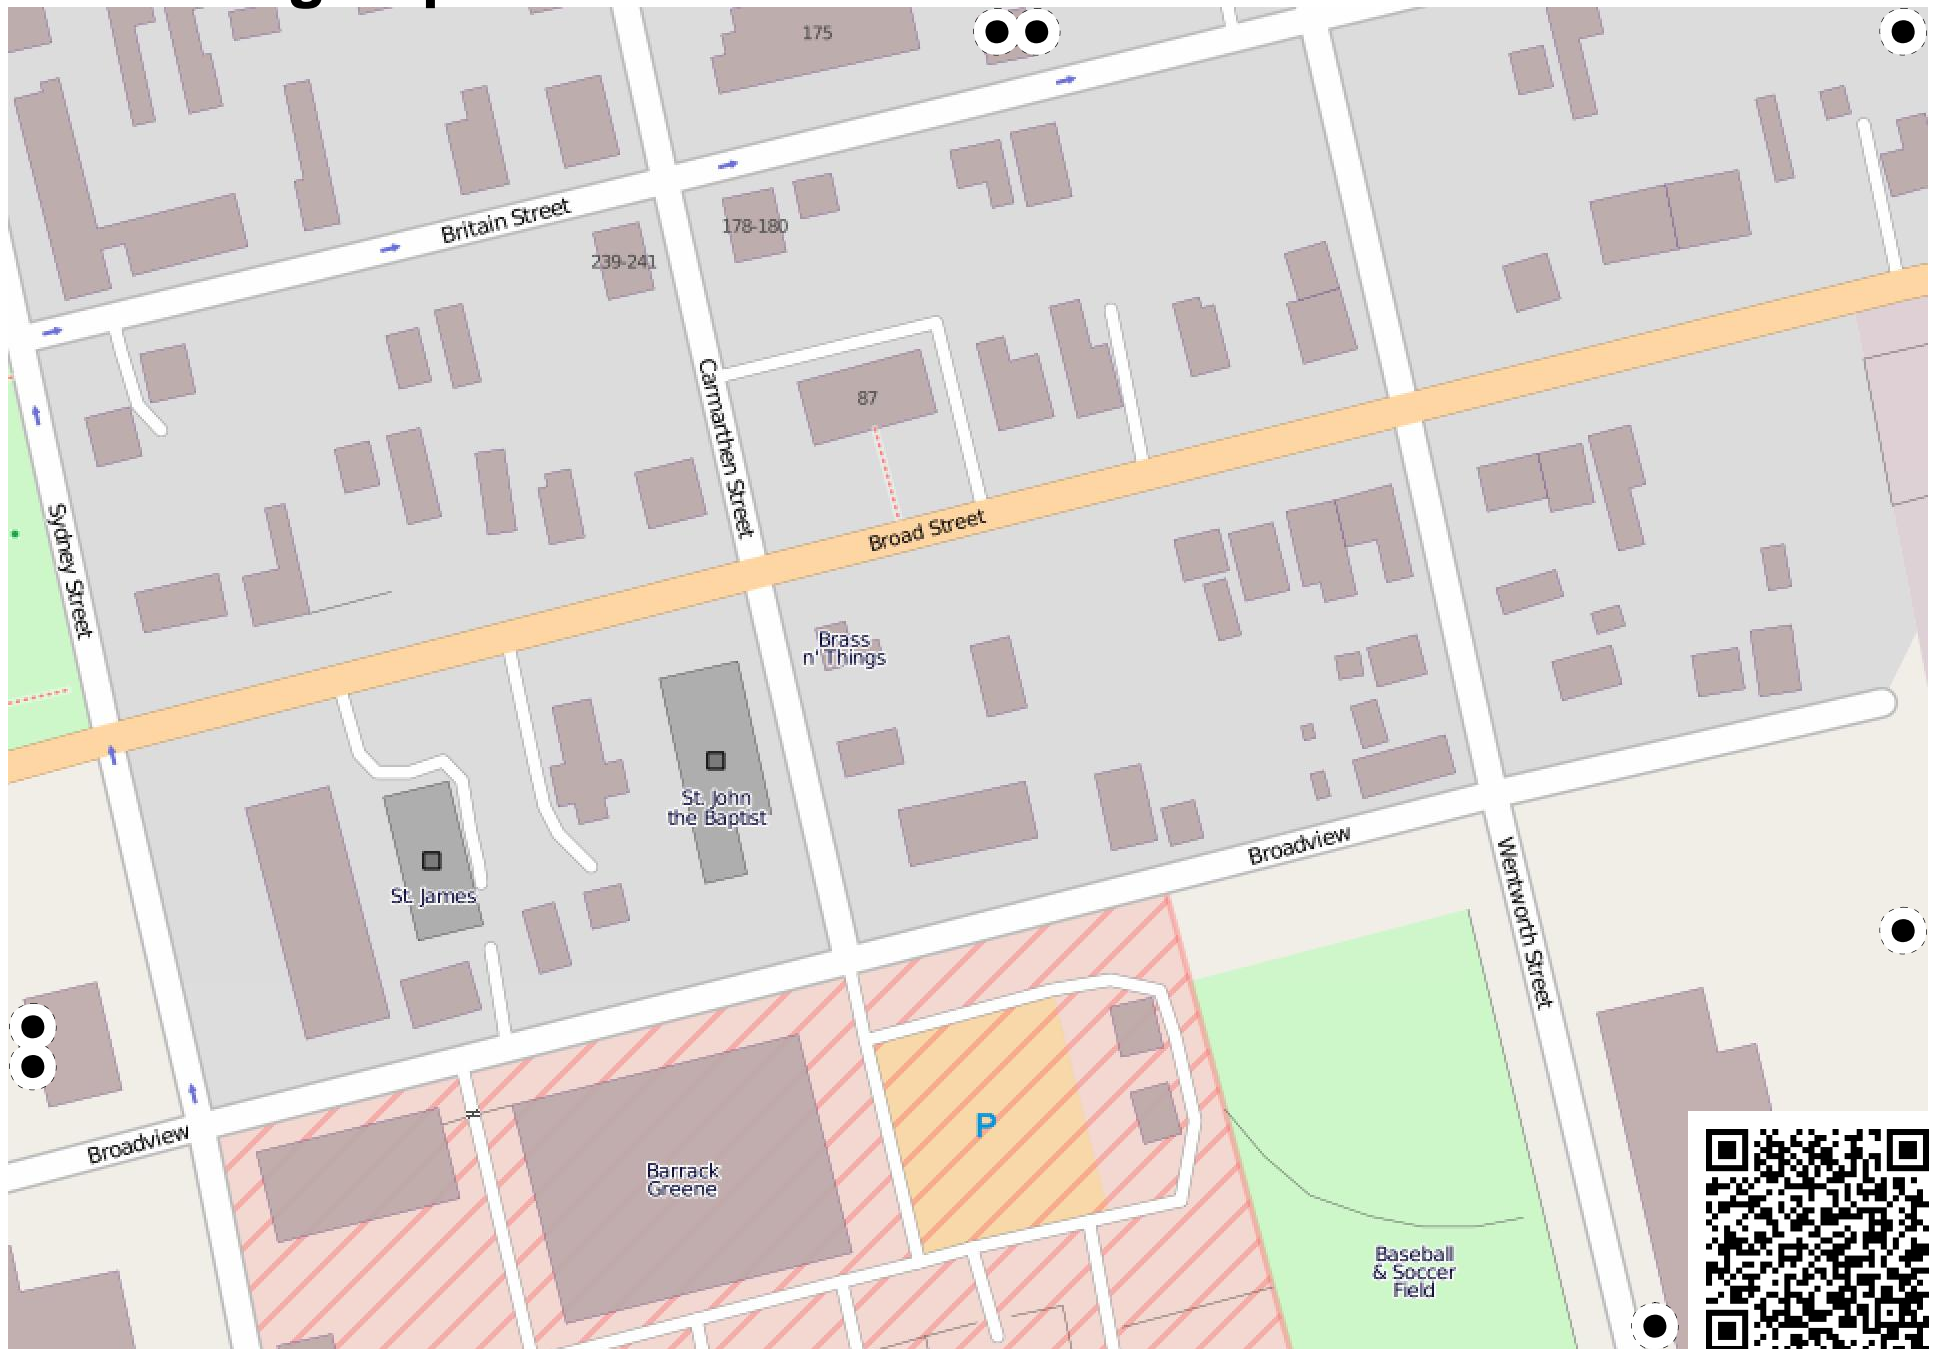 175
Britain Street
178-180
239-241
Carmarthen Street
87
Sydney Street
Broad Street
Brass
n' Things
St. John
the Baptist
St. James
Broadview
Wentworth Street
Broadview
P
Barrack
Greene
Baseball
& Soccer
Field